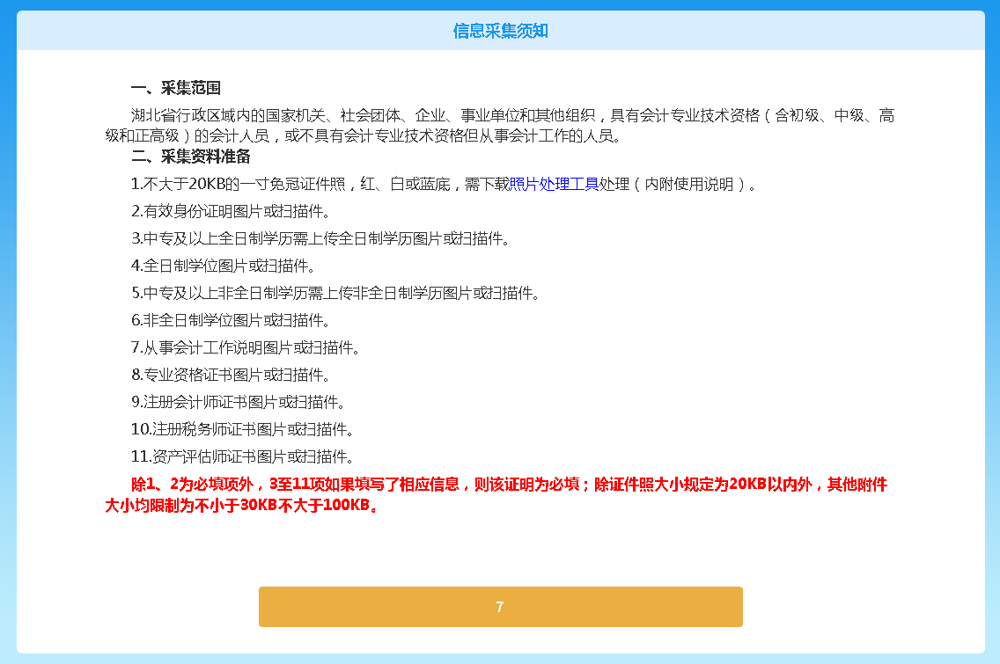 信息采集须知
一、采集范围
湖北省行政区域内的国家机关、社会团体、企业、事业单位和其他组织，具有会计专业技术资格（含初级、中级、高
级和正高级）的会计人员，或不具有会计专业技术资格但从事会计工作的人员。
二、采集资料准备
1.不大于20KB的一寸免冠证件照，红、白或蓝底，需下载照片处理工具处理（内附使用说明）。
2.有效身份证明图片或扫描件。
3.中专及以上全日制学历需上传全日制学历图片或扫描件。
4.全日制学位图片或扫描件。
5.中专及以上非全日制学历需上传非全日制学历图片或扫描件。
6.非全日制学位图片或扫描件。
7.从事会计工作说明图片或扫描件。
8.专业资格证书图片或扫描件。
9.注册会计师证书图片或扫描件。
10.注册税务师证书图片或扫描件。
11.资产评估师证书图片或扫描件。
除1、2为必填项外，3至11项如果填写了相应信息，则该证明为必填；除证件照大小规定为20KB以内外，其他附件
大小均限制为不小于30KB不大于100KB。
7